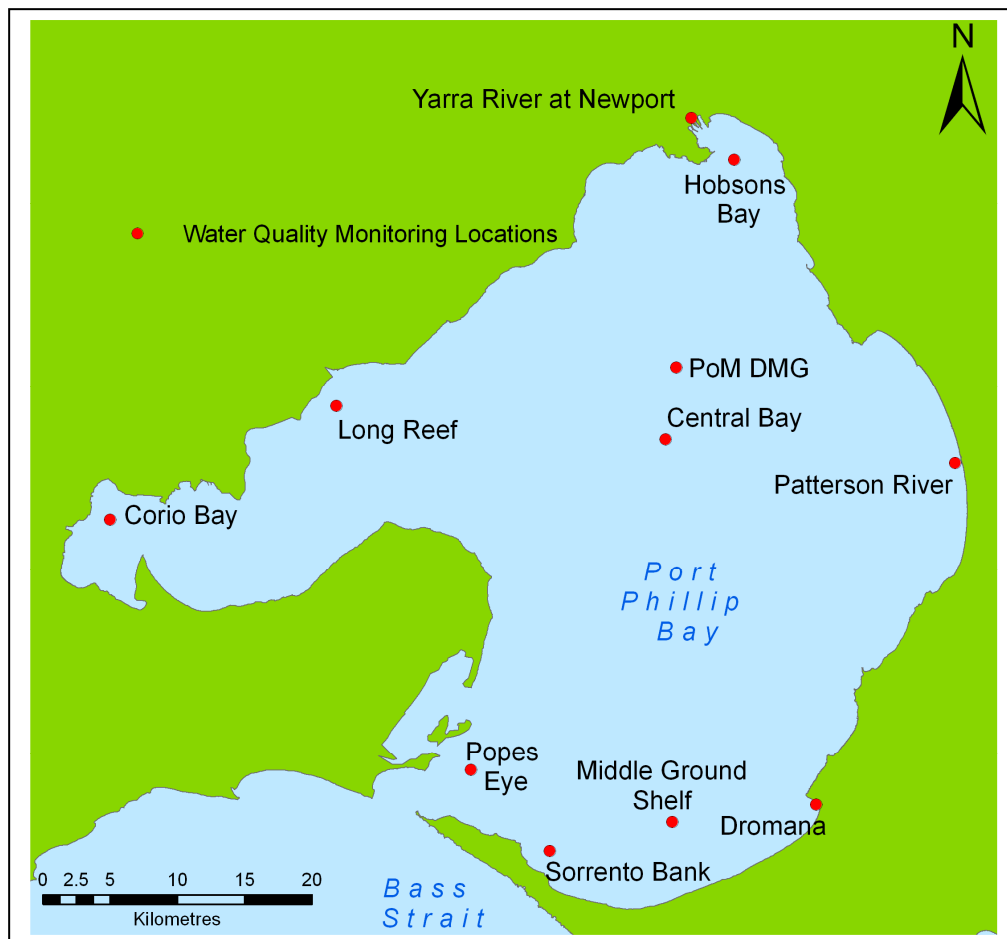 N
Yarra River at Newport
Hobsons
Bay
Water Quality Monitoring Locations
PoM DMG
Central Bay
Long Reef
Patterson River
Corio Bay
Port
Phillip
Bay
Popes
Eye
Middle Ground
Shelf
Dromana
Sorrento Bank
Bass
Strait
0 2.5 5 10 15 20
Kilometres